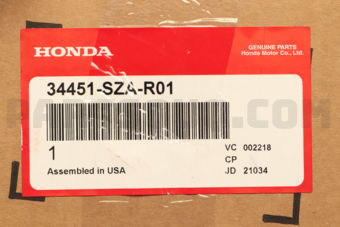 HONDA
GENUINE PARTS
Honda Motor Co., Ltd.
34451-SZA-R01
1
VC 002218
CP
Assembled in USA
JD 21034